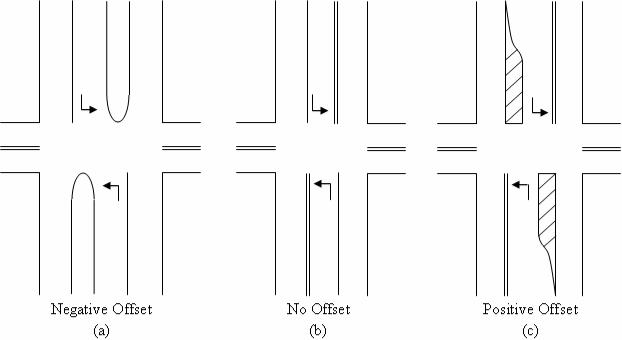 Negative Offset
(a)
No Offset
(b)
Positive Offset
(c)